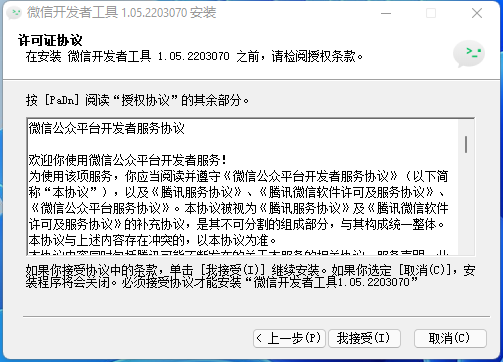 微信开发者工具 1.05.2203070 安装
许可证协议
在安装 微信开发者工具 1.05.2203070 之前，请检阅授权条款。
按 [PaDn] 阅读“授权协议”的其余部分。
微信公众平台开发者服务协议
欢迎你使用微信公众平台开发者服务！
为使用该项服务，你应当阅读并遵守《微信公众平台开发者服务协议》（以下简
称“本协议”），以及《腾讯服务协议》、《腾讯微信软件许可及服务协议》、
《微信公众平台服务协议》。本协议被视为《腾讯服务协议》及《腾讯微信软件
许可及服务协议》的补充协议，是其不可分割的组成部分，与其构成统一整体。
本协议与上述内容存在冲突的，以本协议为准。
如果你接受协议中的条款，单击 [我接受(I)] 继续安装。如果你选定 [取消(C)]，安
装程序将会关闭。必须接受协议才能安装“微信开发者工具1.05.2203070”
< 上一步(P)
我接受(I)
取消(C)